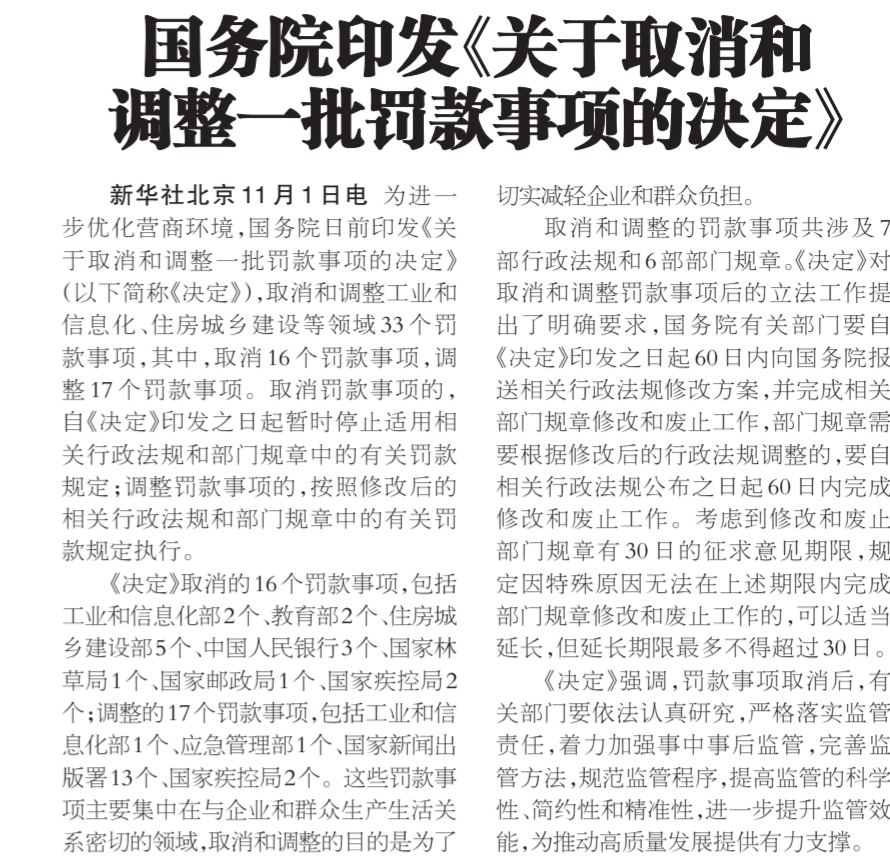 国务院印发《关于取消和
调整一批罚款事项的决定》
新华社北京11月1日电 为进一
步优化营商环境,国务院日前印发《关
于取消和调整一批罚款事项的决定》
(以下简称《决定》),取消和调整工业和
信息化、住房城乡建设等领域33个罚
款事项,其中,取消16个罚款事项,调
整17个罚款事项。取消罚款事项的,
自《决定》印发之日起暂时停止适用相
关行政法规和部门规章中的有关罚款
规定;调整罚款事项的,按照修改后的
相关行政法规和部门规章中的有关罚
款规定执行。
《决定》取消的16个罚款事项,包括
工业和信息化部2个、教育部2个、住房城
乡建设部5个、中国人民银行3个、国家林
草局1个、国家邮政局1个、国家疾控局2
个;调整的17个罚款事项,包括工业和信
息化部1个、应急管理部1个、国家新闻出
版署13个、国家疾控局2个。这些罚款事
项主要集中在与企业和群众生产生活关
系密切的领域,取消和调整的目的是为了
切实减轻企业和群众负担。
取消和调整的罚款事项共涉及7
部行政法规和6部部门规章。《决定》对
取消和调整罚款事项后的立法工作提
出了明确要求,国务院有关部门要自
《决定》印发之日起60日内向国务院报
送相关行政法规修改方案,并完成相关
部门规章修改和废止工作,部门规章需
要根据修改后的行政法规调整的,要自
相关行政法规公布之日起60日内完成
修改和废止工作。考虑到修改和废止
部门规章有30日的征求意见期限,规
定因特殊原因无法在上述期限内完成
部门规章修改和废止工作的,可以适当
延长,但延长期限最多不得超过30日。
《决定》强调,罚款事项取消后,有
关部门要依法认真研究,严格落实监管
责任,着力加强事中事后监管,完善监
管方法,规范监管程序,提高监管的科学
性、简约性和精准性,进一步提升监管效
能,为推动高质量发展提供有力支撑。